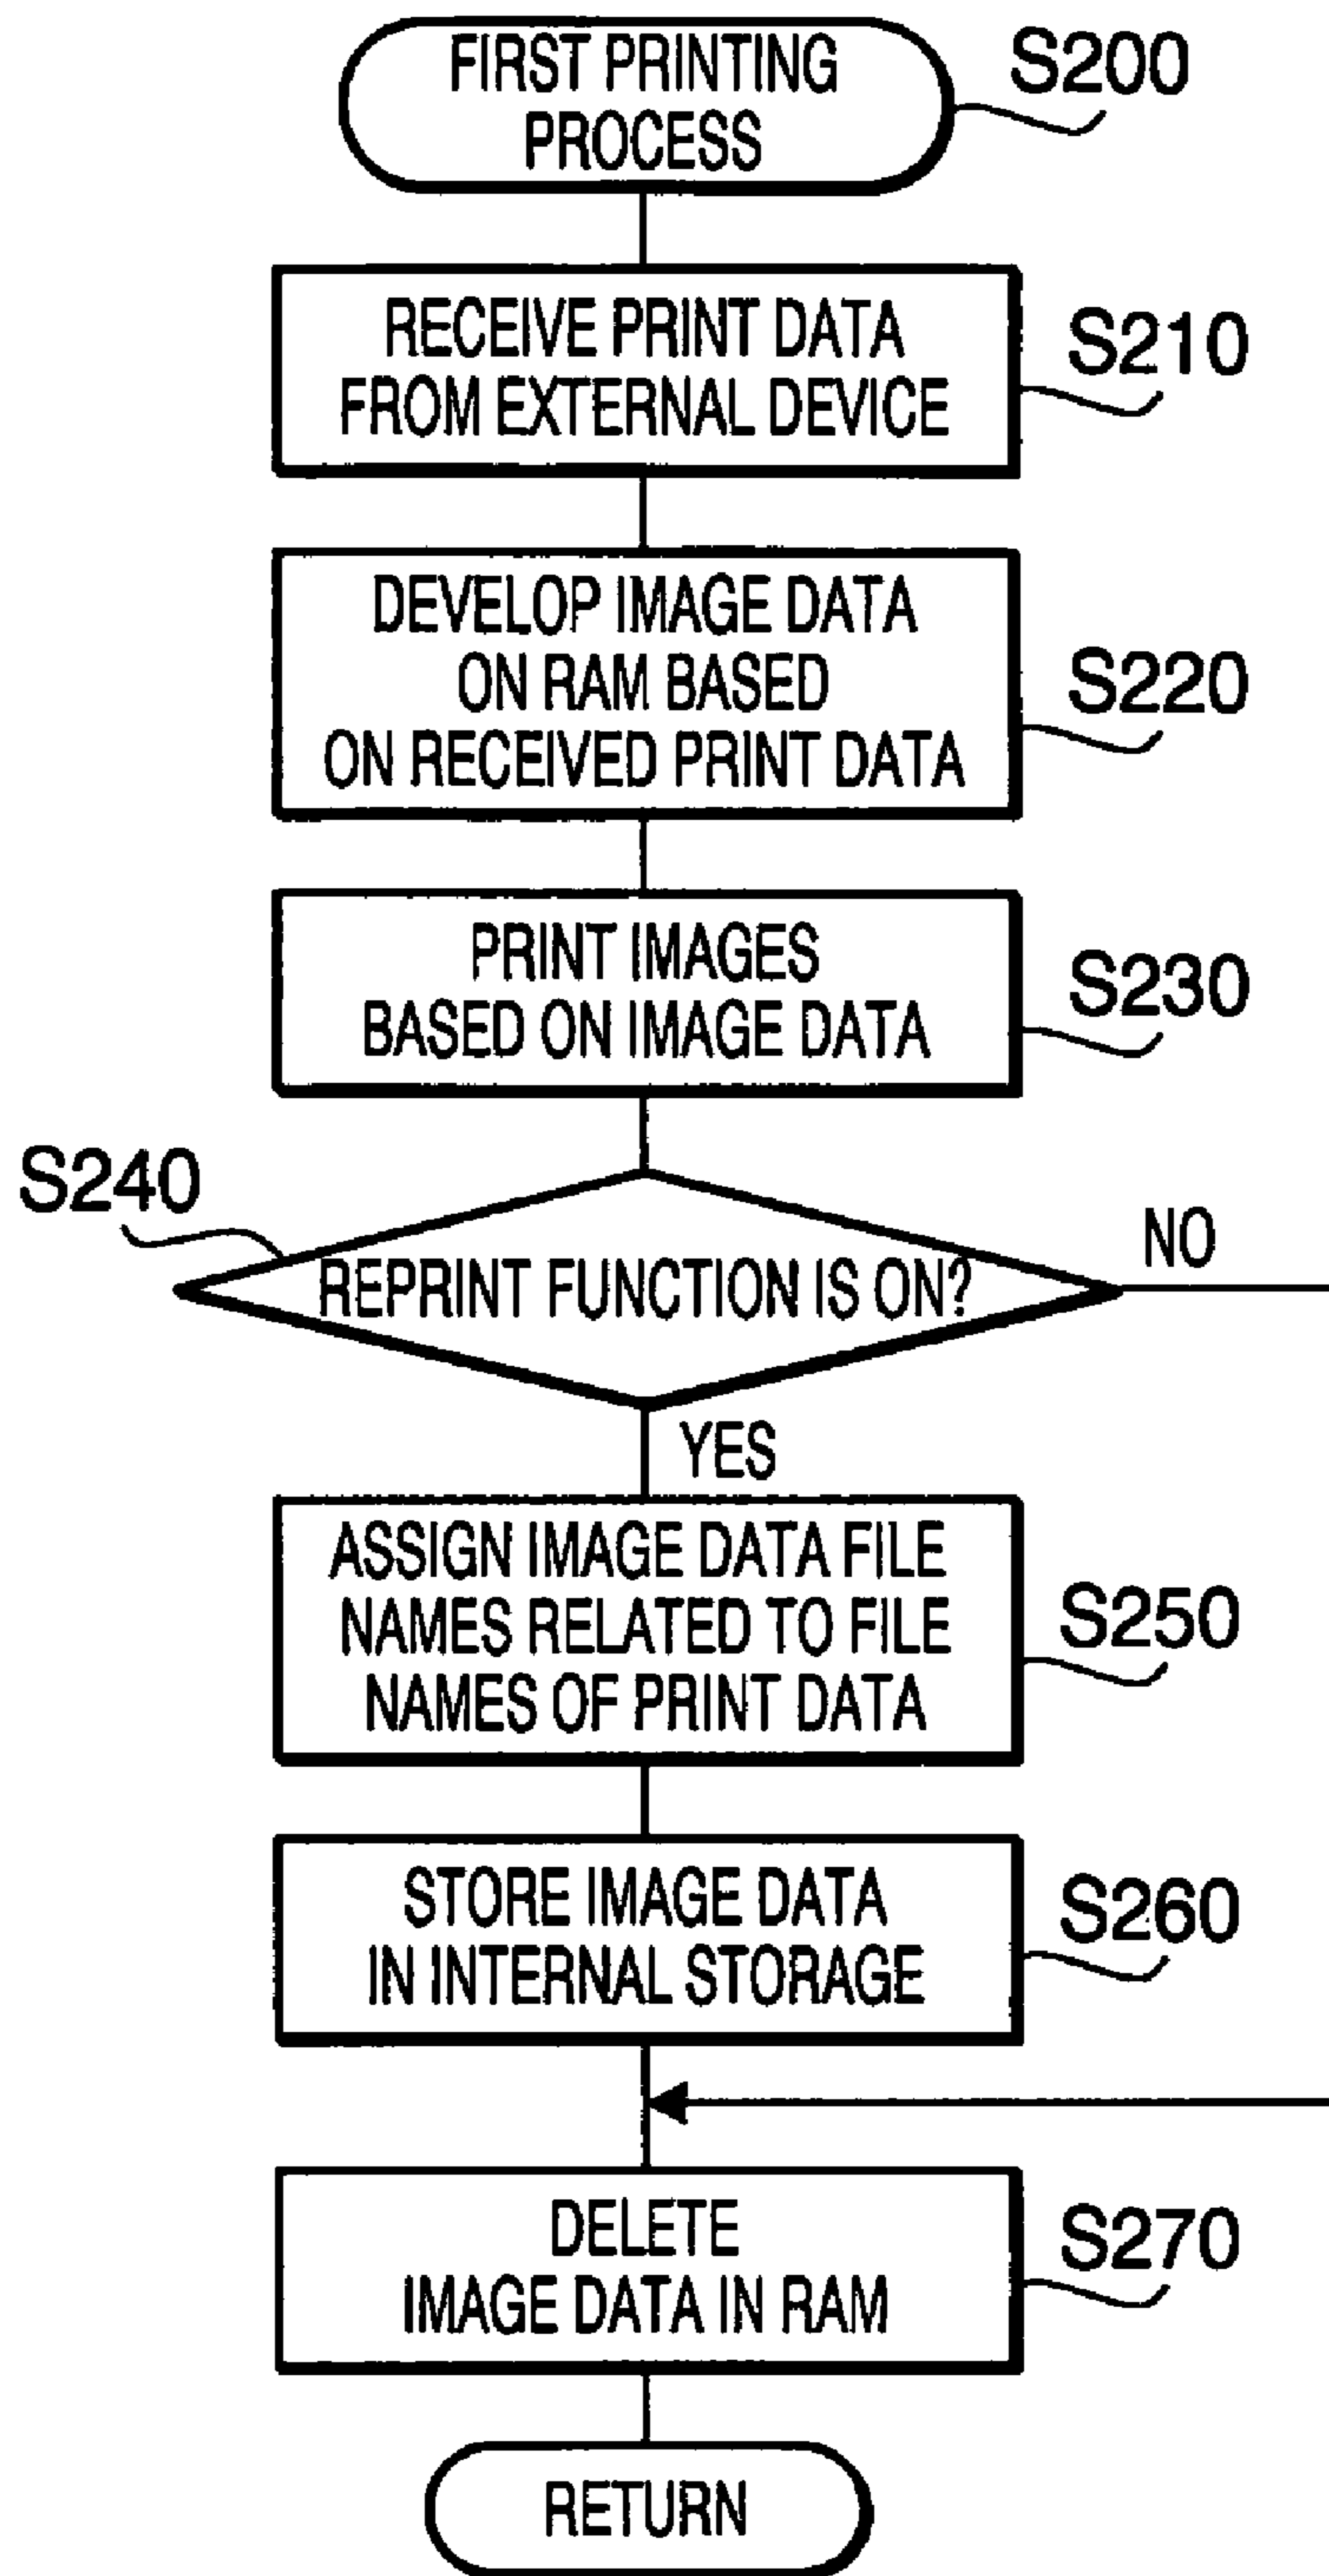 FIRST PRINTING
PROCESS
S200
RECEIVE PRINT DATA
FROM EXTERNAL DEVICE
S210
DEVELOP IMAGE DATA
ON RAM BASED
ON RECEIVED PRINT DATA
S220
PRINT IMAGES
BASED ON IMAGE DATA
S230
S240
REPRINT FUNCTION IS ON?
NO
YES
ASSIGN IMAGE DATA FILE
NAMES RELATED TO FILE
NAMES OF PRINT DATA
S250
STORE IMAGE DATA
IN INTERNAL STORAGE
S260
DELETE
IMAGE DATA IN RAM
S270
RETURN